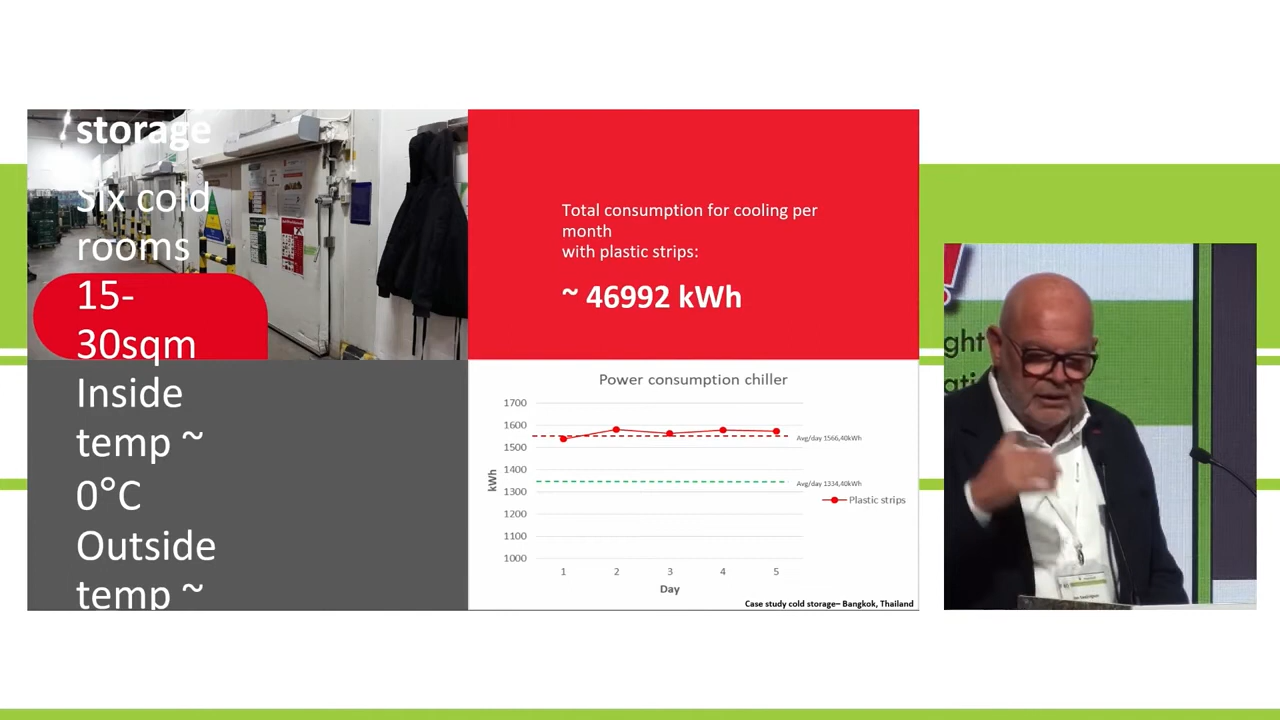 storage
Six cold
rooms
15-
30sqm
Inside
temp ~
0°C
Outside
temp ~
Total consumption for cooling per
month
with plastic strips:
~ 46992 kWh
Power consumption chiller
1700
1600
1500
1400
1300
1200
1100
1000
kWh
1 2 3 4 5
Day
Avg/day 1566,40kWh
Avg/day 1334,40kWh
Plastic strips
Case study cold storage– Bangkok, Thailand
ght